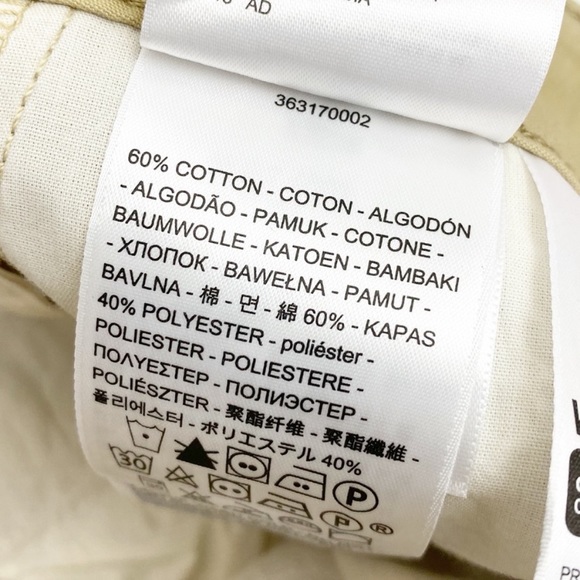 AD
363170002
60% COTTON - COTON - ALGODÓN
- ALGODÃO - PAMUK - COTONE -
BAUMWOLLE - KATOEN - BAMBAKI
- ХЛОПОК - BAWEŁNA - PAMUT -
BAVLNA - 棉 - 면 - 綿 60% - KAPAS
40% POLYESTER - poliéster -
POLIESTER - POLIESTERE -
ΠΟΛΥΕΣΤΕΡ - ПОЛИЭСТЕР -
POLIÉSZTER - 聚酯纤维 - 聚酯纖維 -
폴리에스터 - ポリエステル 40%
30
P
P ®
PR